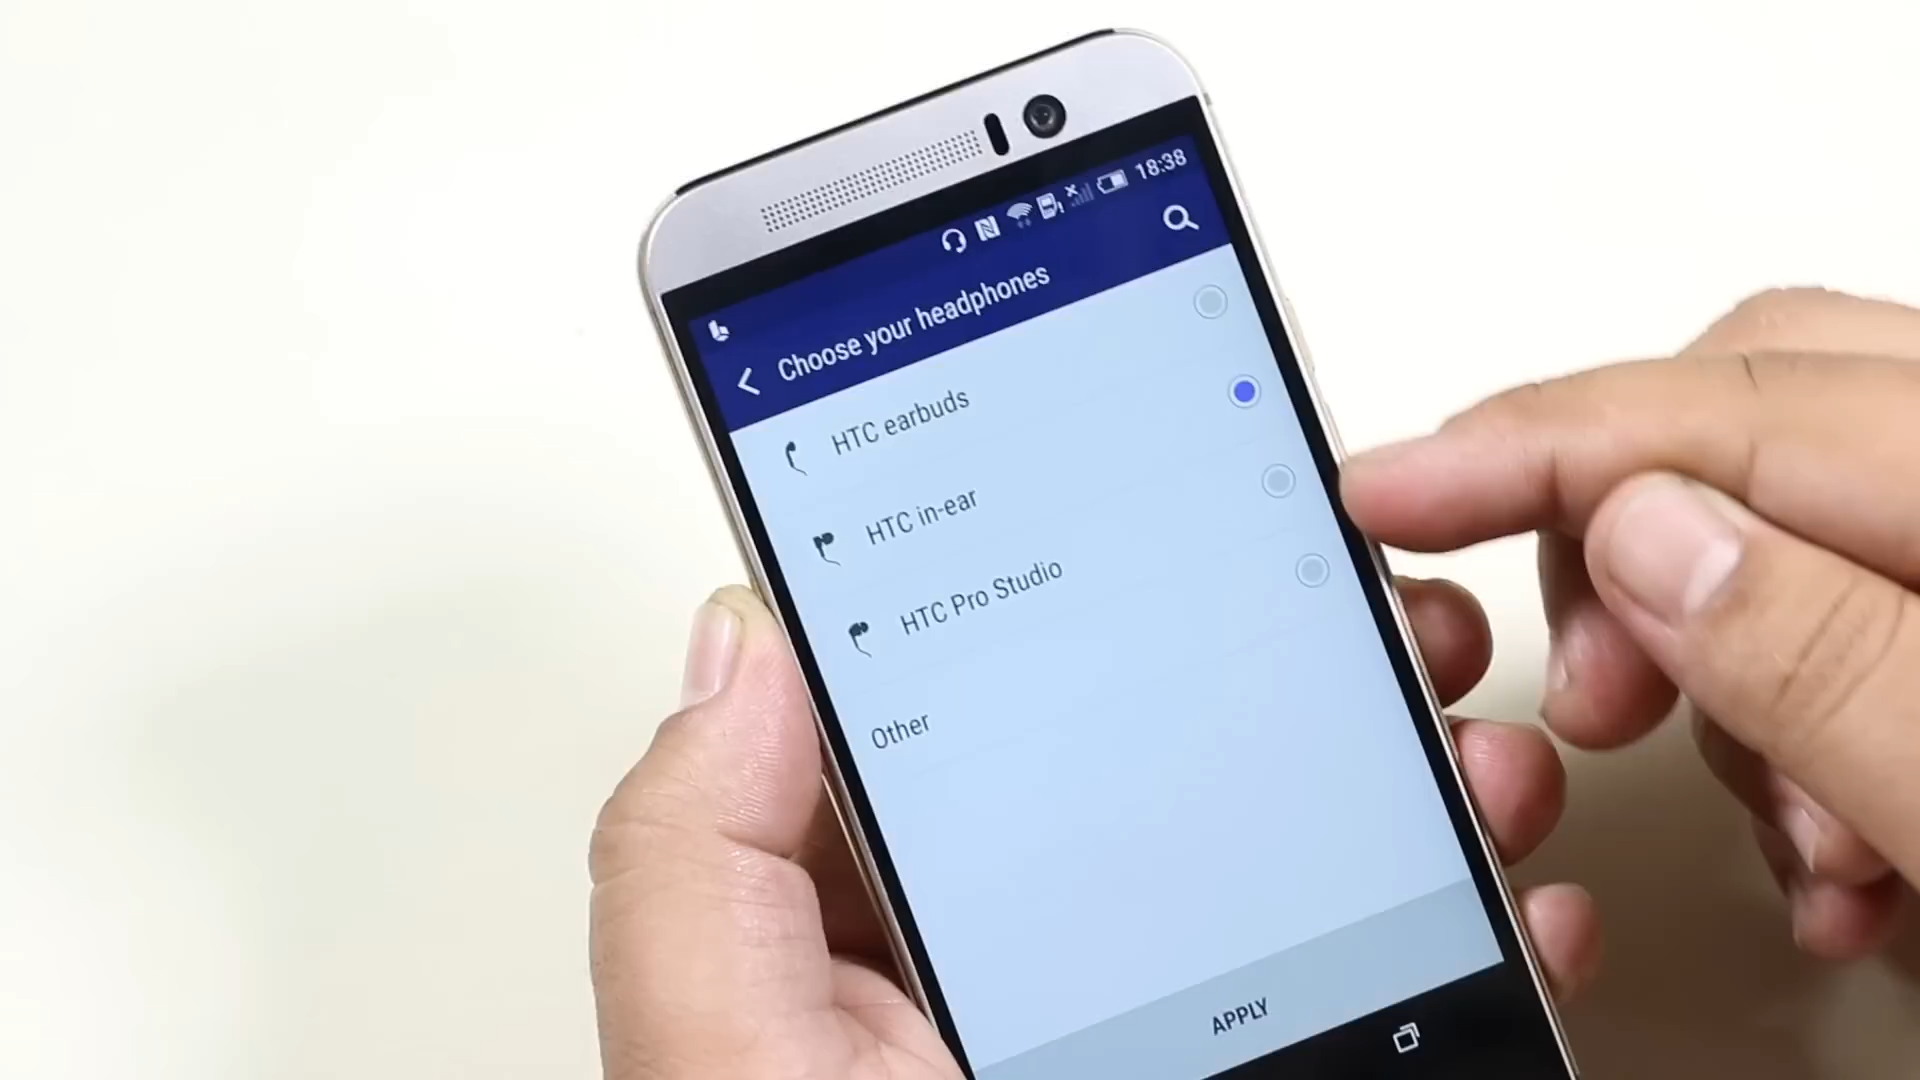 18:38
Choose your headphones
HTC earbuds
HTC in-ear
HTC Pro Studio
Other
APPLY